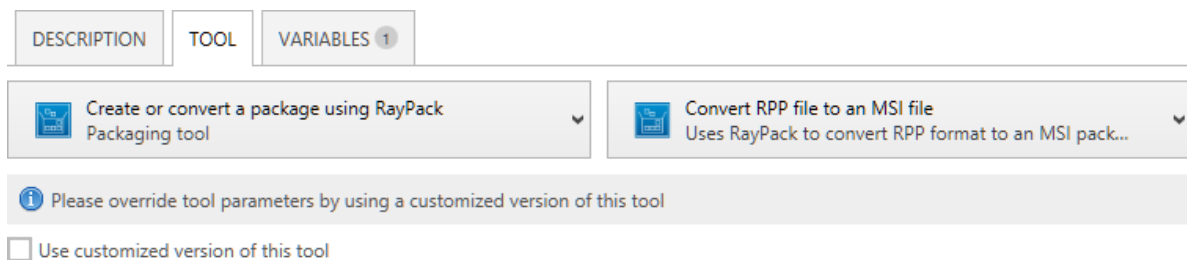 DESCRIPTION TOOL VARIABLES 1
Create or convert a package using RayPack
Packaging tool
Convert RPP file to an MSI file
Uses RayPack to convert RPP format to an MSI pack...
Please override tool parameters by using a customized version of this tool
Use customized version of this tool